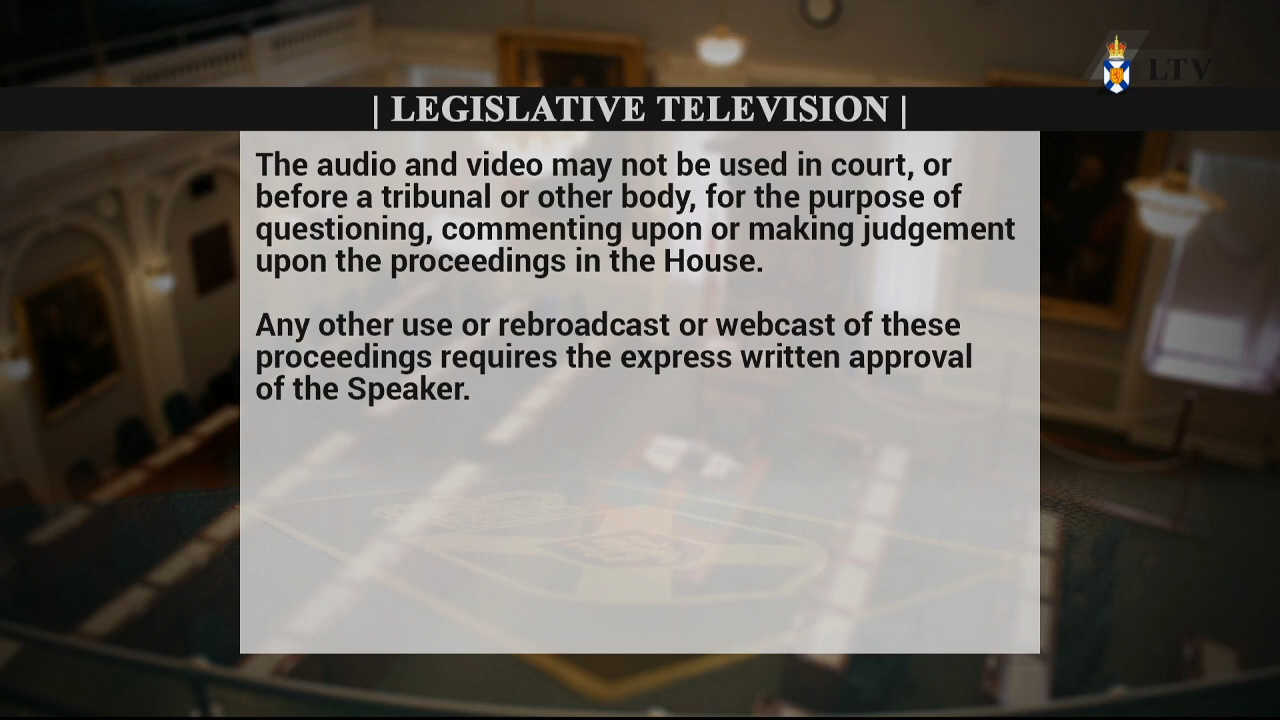 LTV
| LEGISLATIVE TELEVISION |
The audio and video may not be used in court, or
before a tribunal or other body, for the purpose of
questioning, commenting upon or making judgement
upon the proceedings in the House.
Any other use or rebroadcast or webcast of these
proceedings requires the express written approval
of the Speaker.